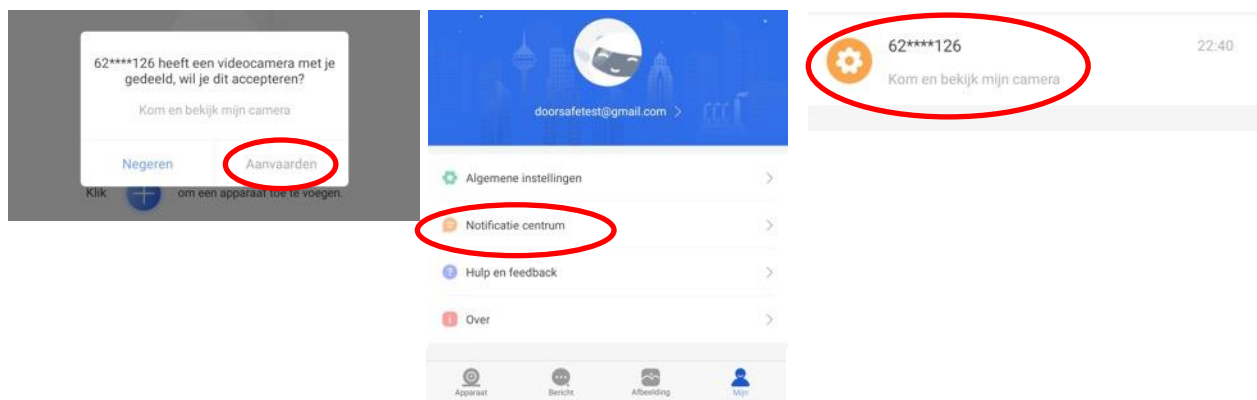 62****126 heeft een videocamera met je
gedeeld, wil je dit accepteren?
Kom en bekijk mijn camera
Negeren
Aanvaarden
Klik
om een apparaat toe te voegen.
doorsafetest@gmail.com >
Algemene instellingen
Notificatie centrum
Hulp en feedback
Over
Apparaat
Bericht
Afbeelding
Mijn
62****126
22:40
Kom en bekijk mijn camera